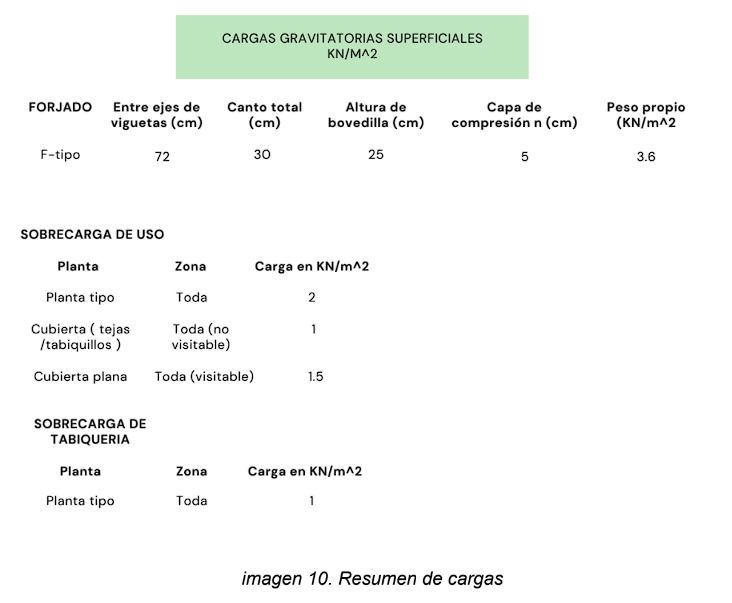 CARGAS GRAVITATORIAS SUPERFICIALES
KN/M^2
FORJADO Entre ejes de viguetas (cm) Canto total (cm) Altura de bovedilla (cm) Capa de compresión n (cm) Peso propio (KN/m^2
F-tipo 72 30 25 5 3.6
SOBRECARGA DE USO
Planta Zona Carga en KN/m^2
Planta tipo Toda 2
Cubierta ( tejas /tabiquillos ) Toda (no visitable) 1
Cubierta plana Toda (visitable) 1.5
SOBRECARGA DE
TABIQUERIA
Planta Zona Carga en KN/m^2
Planta tipo Toda 1
imagen 10. Resumen de cargas